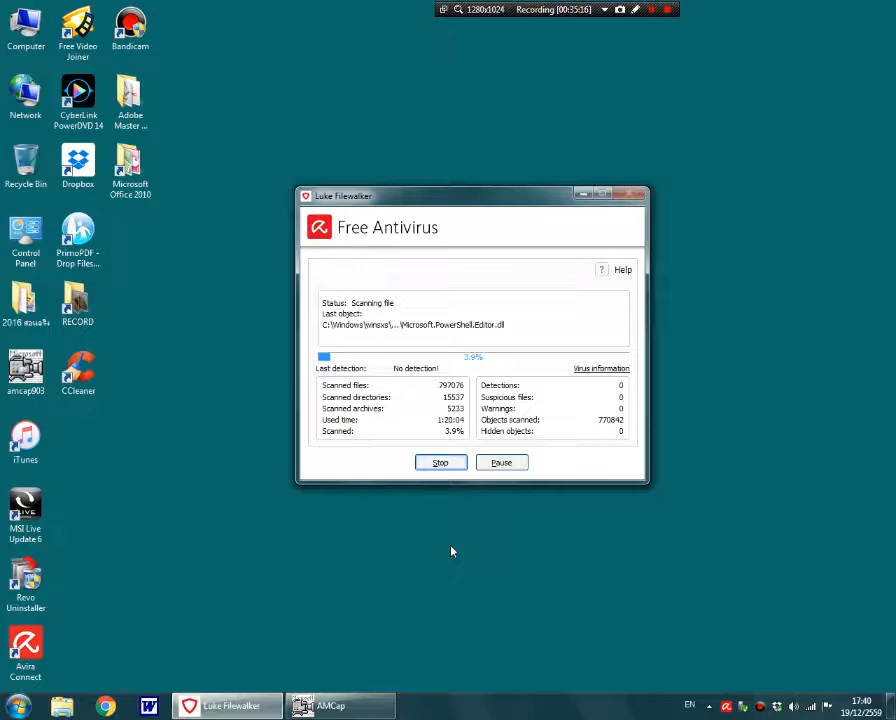 1280x1024 Recording [00:35:16]
Computer
Free Video
Joiner
Bandicam
Network
CyberLink
PowerDVD 14
Adobe
Master ...
Recycle Bin
Dropbox
Microsoft
Office 2010
Control
Panel
PrimoPDF -
Drop Files...
2016
RECORD
Microsoft
amcap903
CCleaner
iTunes
LIVE
MSI Live
Update 6
Revo
Uninstaller
Avira
Connect
Luke Filewalker
Free Antivirus
? Help
Status: Scanning file
Last object:
C:\Windows\winsxs\...\Microsoft.PowerShell.Editor.dl
3.9%
Last detection: No detection! Virus information
Scanned files: 797076
Scanned directories: 15537
Scanned archives: 5233
Used time: 1:20:04
Scanned: 3.9%
Detections: 0
Suspicious files: 0
Warnings: 0
Objects scanned: 770842
Hidden objects: 0
Stop Pause
W Luke Filewalker AMCap EN 17:40
19/12/2559